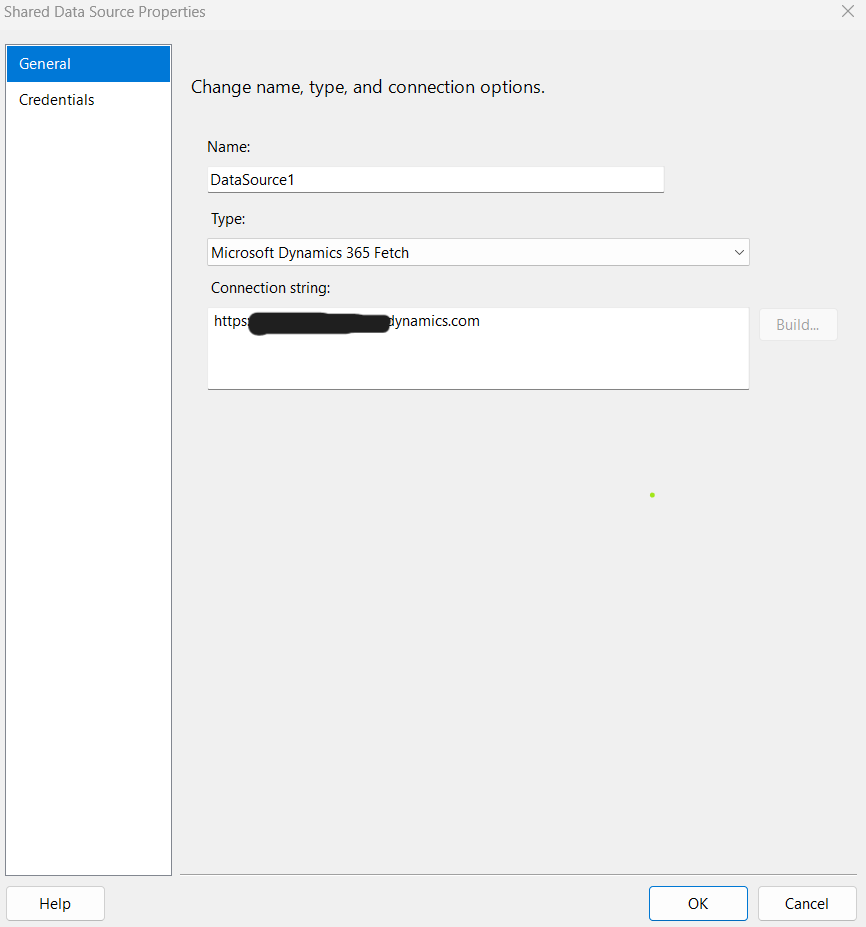 Shared Data Source Properties
General
Credentials
Change name, type, and connection options.
Name:
DataSource1
Type:
Microsoft Dynamics 365 Fetch
Connection string:
https: dynamics.com
Build...
Help
OK
Cancel